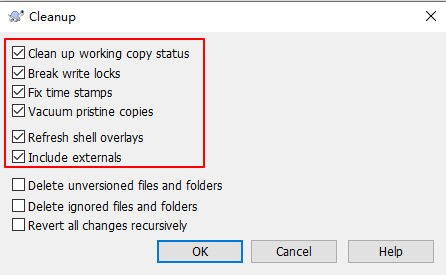 Cleanup
Clean up working copy status
Break write locks
Fix time stamps
Vacuum pristine copies
Refresh shell overlays
Include externals
Delete unversioned files and folders
Delete ignored files and folders
Revert all changes recursively
OK Cancel Help